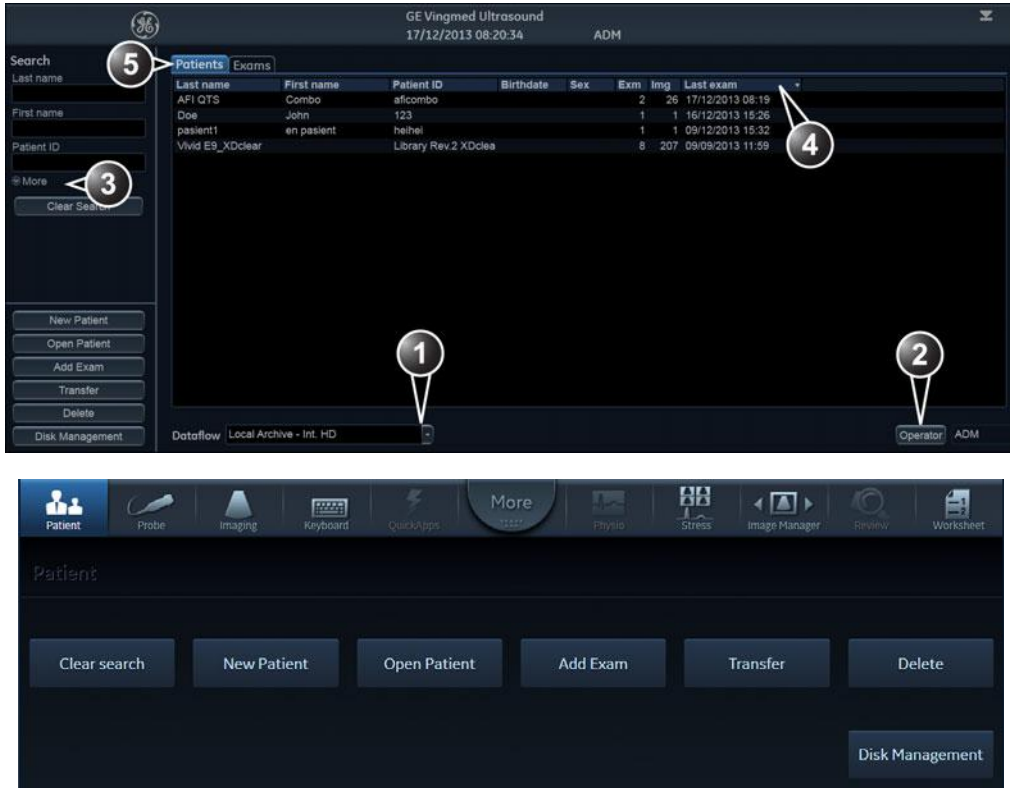 GE Vingmed Ultrasound
17/12/2013 08:20:34 ADM
Search
Last name
First name
Patient ID
More
Clear Search
5
Patients Exams
Last name First name Patient ID Birthdate Sex Exm Img Last exam
AFI QTS Combo aficombo 2 26 17/12/2013 08:19
Doe John 123 1 1 16/12/2013 15:26
pasient1 en pasient heihei 1 1 09/12/2013 15:32
Vivid E9_XDclear Library Rev.2 XDclea 8 207 09/09/2013 11:59
4
3
New Patient
Open Patient
Add Exam
Transfer
Delete
Disk Management
1
2
Dataflow Local Archive - Int. HD
Operator ADM
Patient Probe Imaging Keyboard QuickApps More Physio Stress Image Manager Review Worksheet
Patient
Clear search New Patient Open Patient Add Exam Transfer Delete
Disk Management